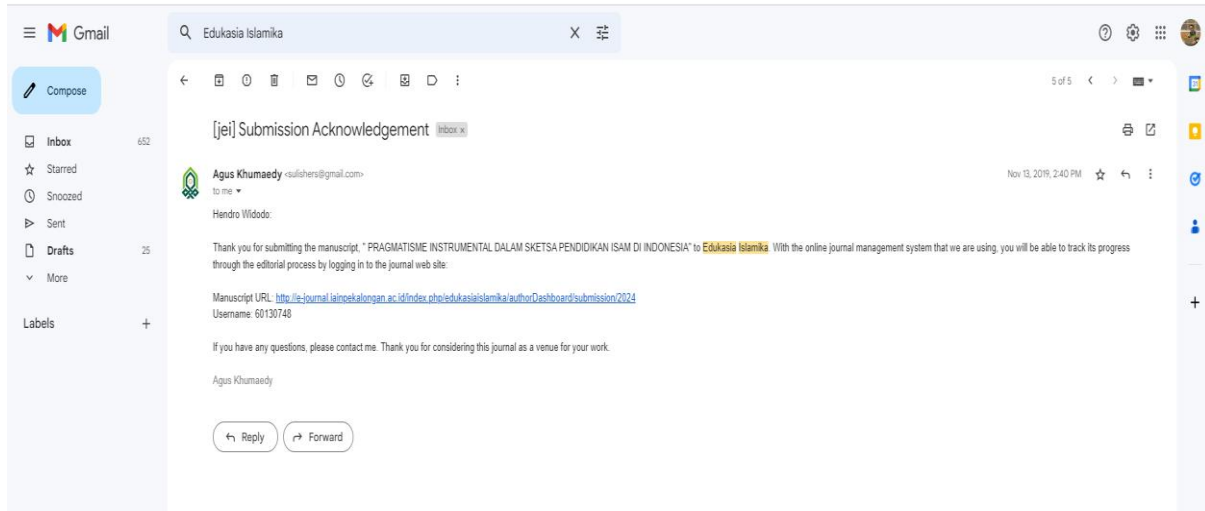 Gmail
Edukasia Islamika
Compose
5 of 5
Inbox 652
Starred
Snoozed
Sent
Drafts 25
More
Labels
[jei] Submission Acknowledgement Inbox x
Agus Khumaedy <sulishers@gmail.com>
Nov 13, 2019, 2:40 PM
to me
Hendro Widodo:
Thank you for submitting the manuscript, " PRAGMATISME INSTRUMENTAL DALAM SKETSA PENDIDIKAN ISAM DI INDONESIA" to Edukasia Islamika. With the online journal management system that we are using, you will be able to track its progress
through the editorial process by logging in to the journal web site:
Manuscript URL: http://e-journal.iainpekalongan.ac.id/index.php/edukasiaislamika/authorDashboard/submission/2024
Username: 60130748
If you have any questions, please contact me. Thank you for considering this journal as a venue for your work.
Agus Khumaedy
Reply
Forward